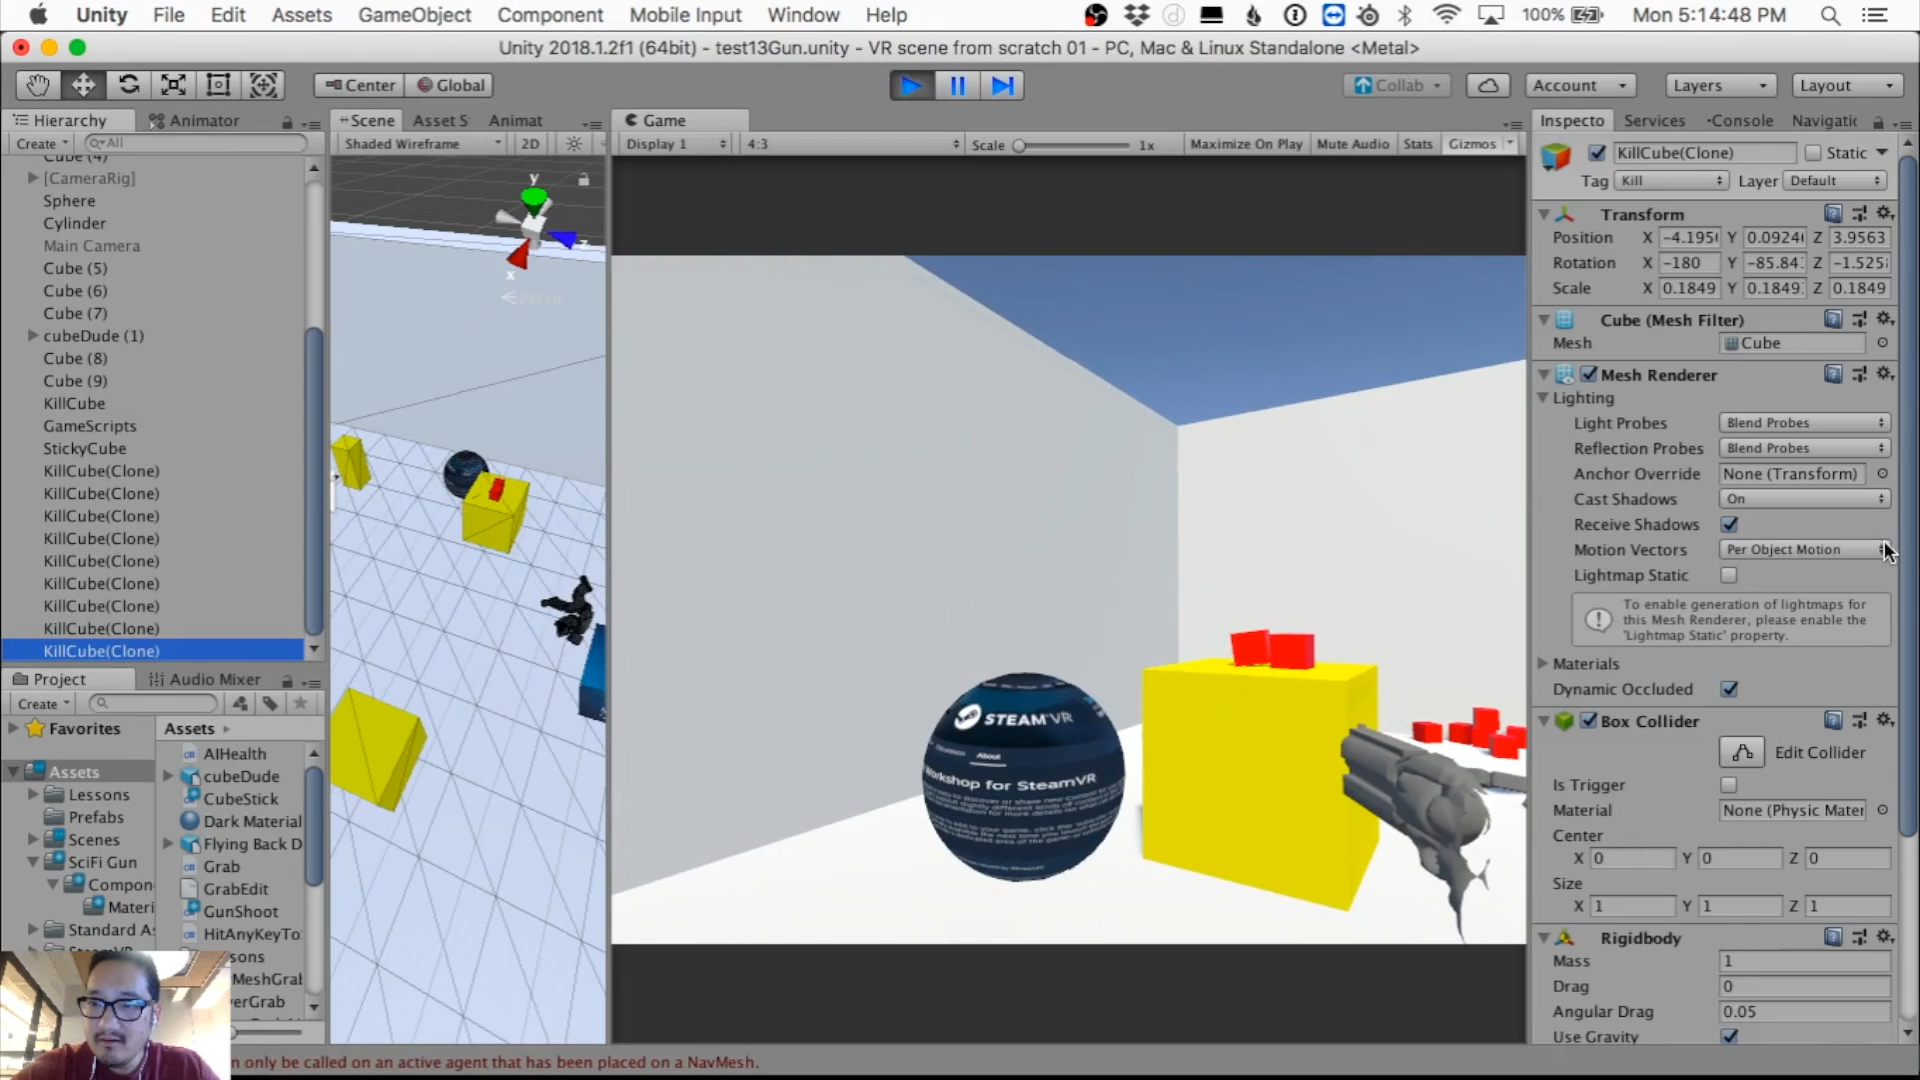 Unity File Edit Assets GameObject Component Mobile Input Window Help 100% Mon 5:14:48 PM
Unity 2018.1.2f1 (64bit) - test13Gun.unity - VR scene from scratch 01 - PC, Mac & Linux Standalone <Metal>
Center Global Collab Account Layers Layout
Hierarchy Animator
Create All
Cube (4)
[CameraRig]
Sphere
Cylinder
Main Camera
Cube (5)
Cube (6)
Cube (7)
cubeDude (1)
Cube (8)
Cube (9)
KillCube
GameScripts
StickyCube
KillCube(Clone)
KillCube(Clone)
KillCube(Clone)
KillCube(Clone)
KillCube(Clone)
KillCube(Clone)
KillCube(Clone)
KillCube(Clone)
KillCube(Clone)
Project Audio Mixer
Create
Favorites
Assets
Lessons
Prefabs
Scenes
SciFi Gun
Compon
Materi
Standard As
Assets
AIHealth
cubeDude
CubeStick
Dark Material
Flying Back D
Grab
GrabEdit
GunShoot
HitAnyKeyTo
sons
MeshGrab
erGrab
Scene Asset S Animat
Shaded Wireframe 2D
y
x
Persp
Game
Display 1 4:3 Scale 1x Maximize On Play Mute Audio Stats Gizmos
STEAM VR
About
Workshop for SteamVR
Inspecto Services Console Navigatic
KillCube(Clone) Static
Tag Kill Layer Default
Transform
Position X -4.195 Y 0.0924 Z 3.9563
Rotation X -180 Y -85.84 Z -1.525
Scale X 0.1849 Y 0.1849 Z 0.1849
Cube (Mesh Filter)
Mesh Cube
Mesh Renderer
Lighting
Light Probes Blend Probes
Reflection Probes Blend Probes
Anchor Override None (Transform)
Cast Shadows On
Receive Shadows
Motion Vectors Per Object Motion
Lightmap Static
To enable generation of lightmaps for
this Mesh Renderer, please enable the
'Lightmap Static' property.
Materials
Dynamic Occluded
Box Collider
Edit Collider
Is Trigger
Material None (Physic Mater
Center
X 0 Y 0 Z 0
Size
X 1 Y 1 Z 1
Rigidbody
Mass 1
Drag 0
Angular Drag 0.05
Use Gravity
n only be called on an active agent that has been placed on a NavMesh.